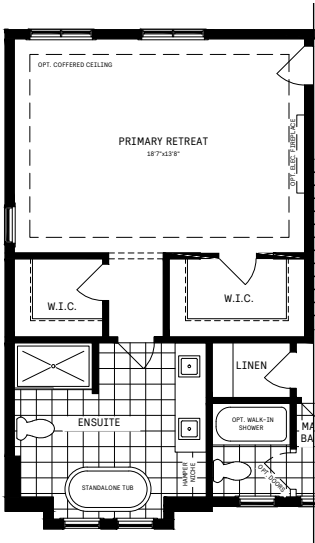 OPT. COFFERED CEILING
PRIMARY RETREAT
18'7"x13'8"
OPT. ELEC FIREPLACE
W.I.C.
W.I.C.
LINEN
ENSUITE
OPT. WALK-IN
SHOWER
MA
BA
HAMPER
NICHE
OPT. DOORS
STANDALONE TUB